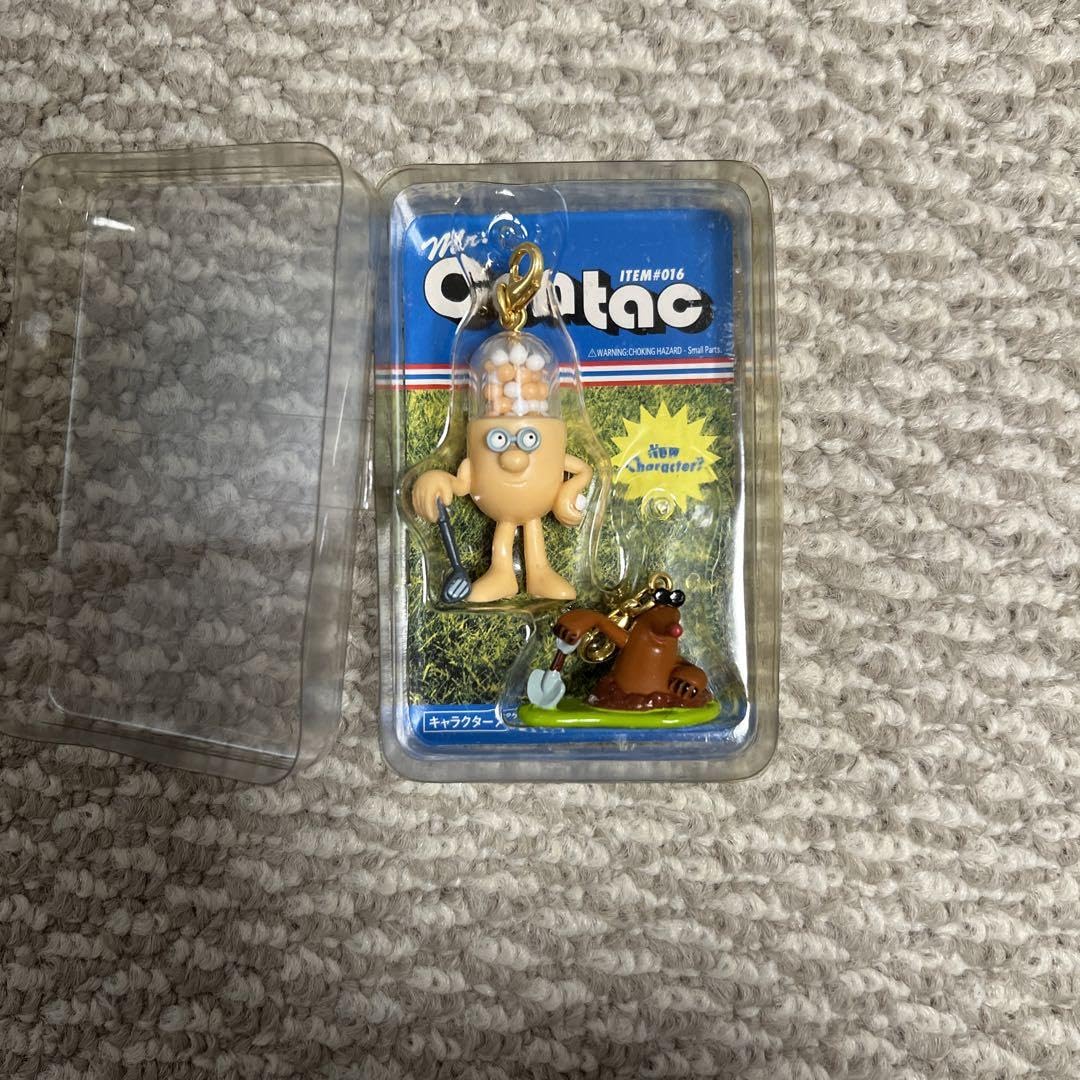 Mr.
Contac
ITEM#016
⚠WARNING:CHOKING HAZARD - Small Parts.
New
Character?
キャラクター